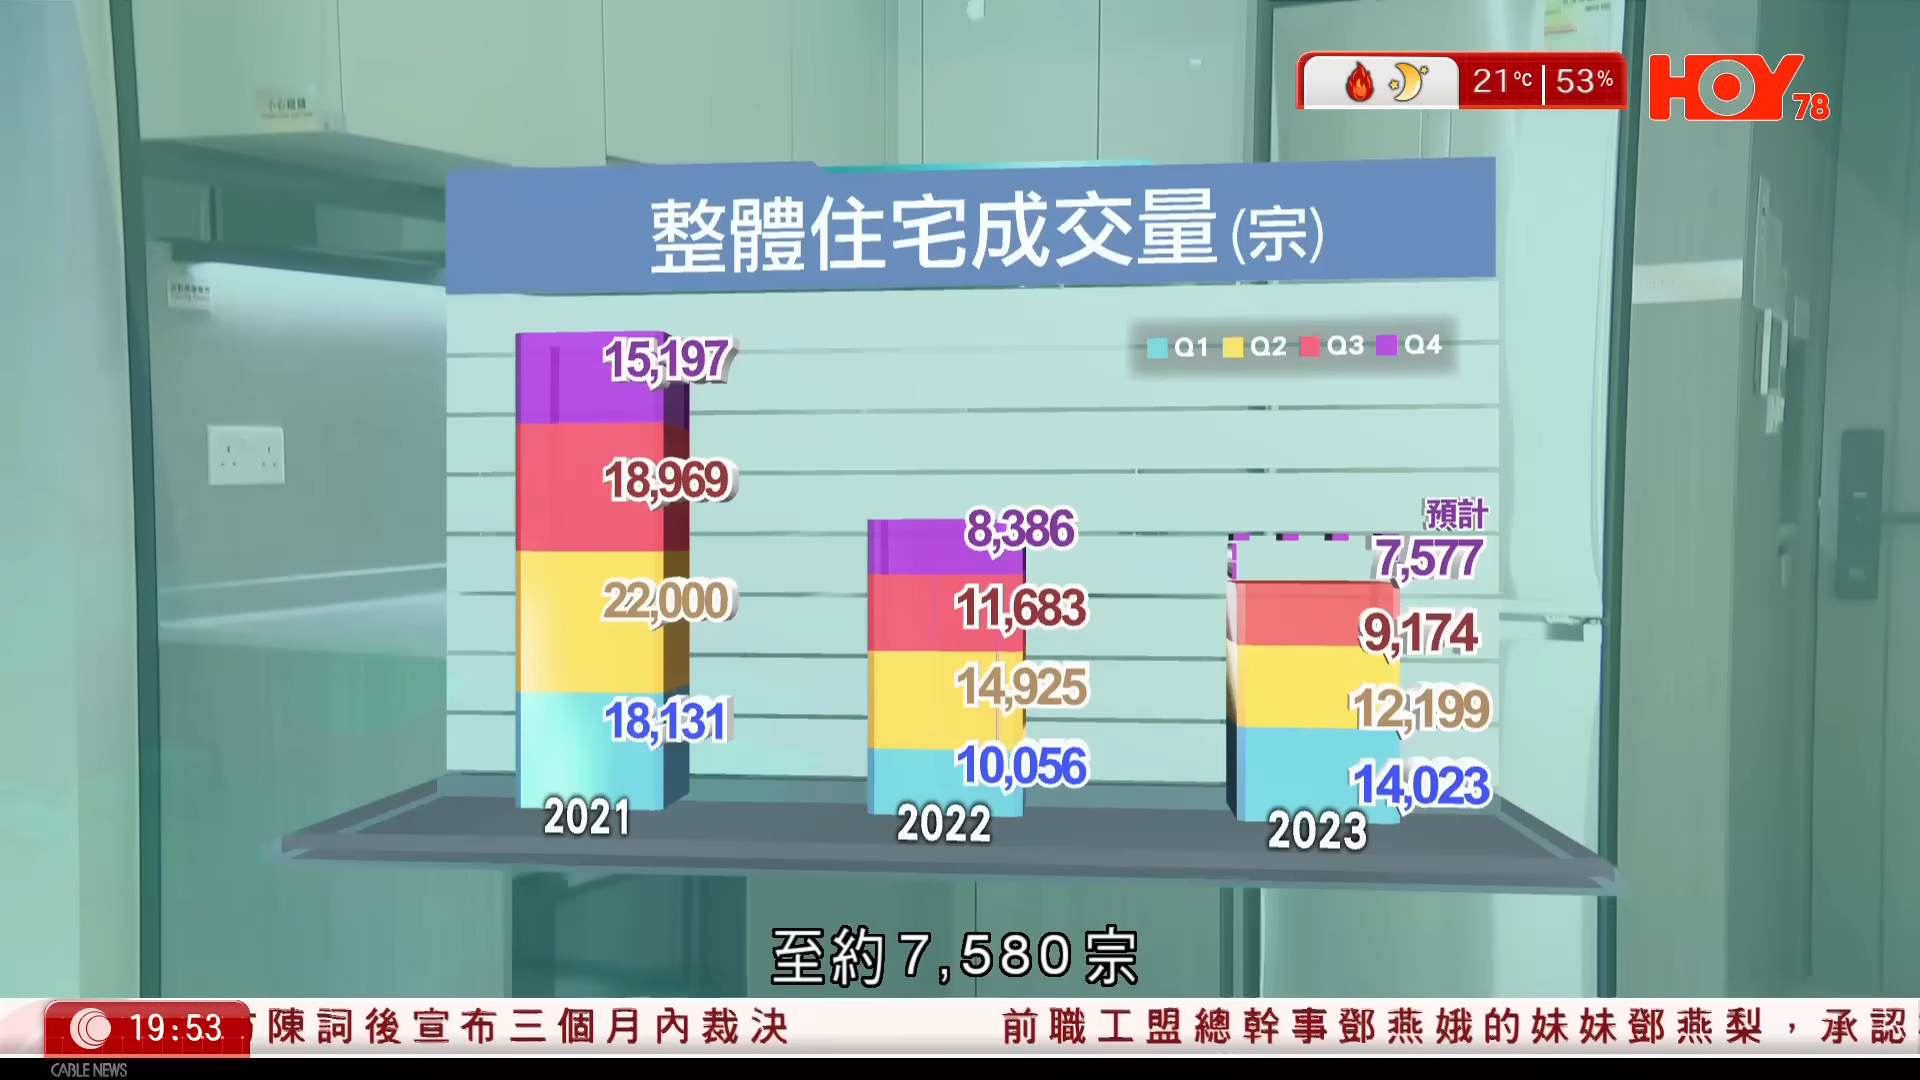 21°C | 53%
HOY 78
整體住宅成交量(宗)
Q1 Q2 Q3 Q4
15,197
18,969
22,000
18,131
2021
8,386
11,683
14,925
10,056
2022
預計
7,577
9,174
12,199
14,023
2023
至約7,580宗
19:53
陳詞後宣布三個月內裁決 前職工盟總幹事鄧燕娥的妹妹鄧燕梨，承認
CABLE NEWS